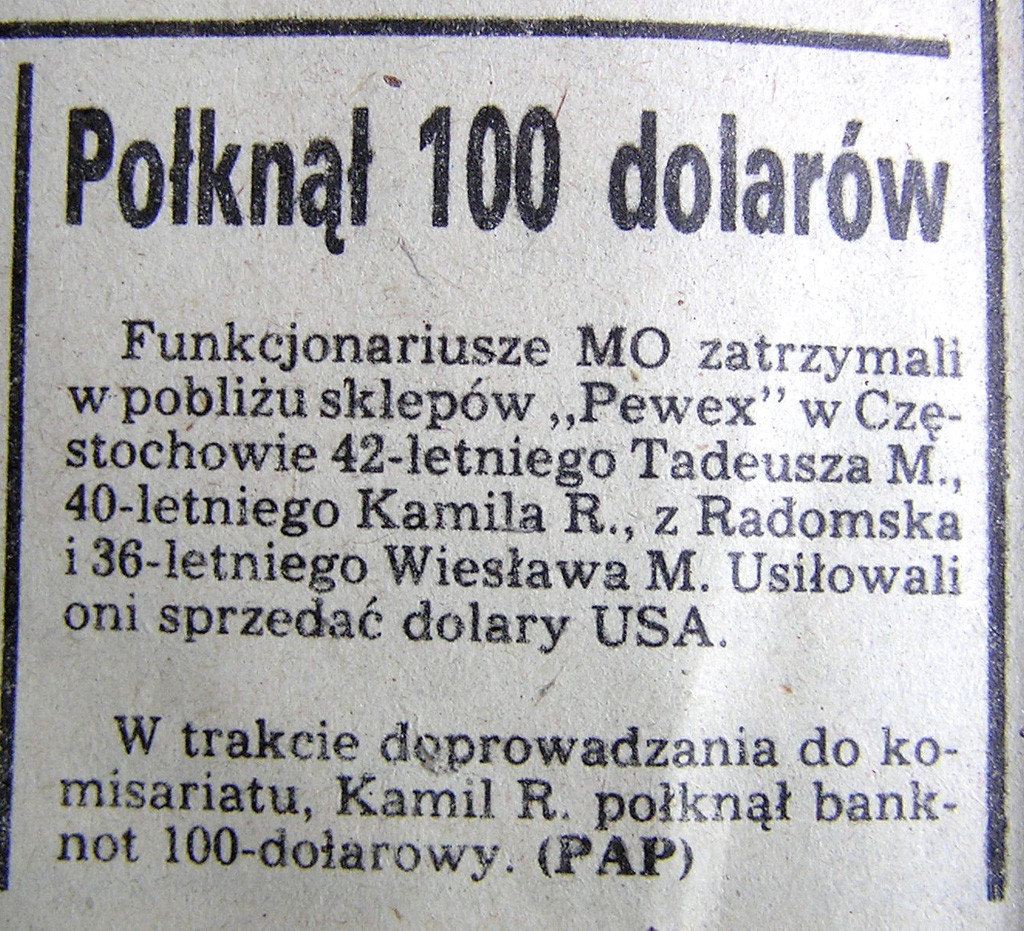 Połknął 100 dolarów
Funkcjonariusze MO zatrzymali
w pobliżu sklepów „Pewex” w Czę-
stochowie 42-letniego Tadeusza M.,
40-letniego Kamila R., z Radomska
i 36-letniego Wiesława M. Usiłowali
oni sprzedać dolary USA.
W trakcie doprowadzania do ko-
misariatu, Kamil R. połknął bank-
not 100-dolarowy. (PAP)